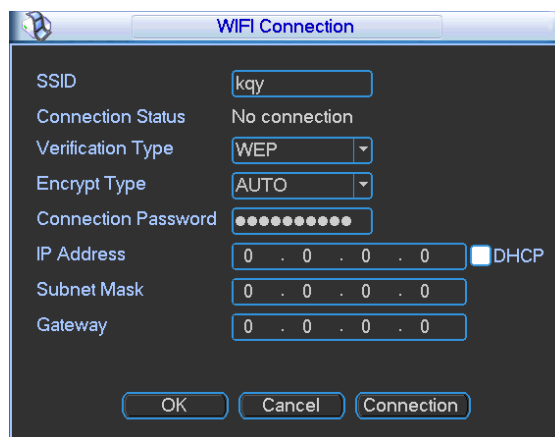 WIFI Connection
SSID kqy
Connection Status No connection
Verification Type WEP
Encrypt Type AUTO
Connection Password ●●●●●●●●●●
IP Address 0 . 0 . 0 . 0 DHCP
Subnet Mask 0 . 0 . 0 . 0
Gateway 0 . 0 . 0 . 0
OK Cancel Connection